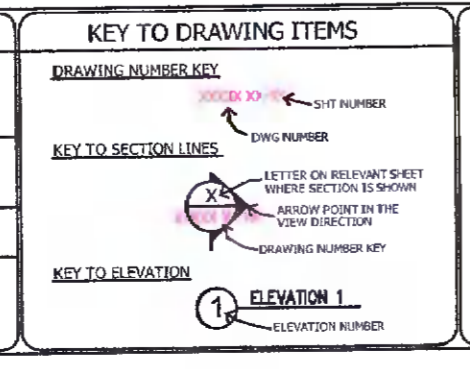 KEY TO DRAWING ITEMS
DRAWING NUMBER KEY
SHT NUMBER
DWG NUMBER
KEY TO SECTION LINES
X
LETTER ON RELEVANT SHEET
WHERE SECTION IS SHOWN
ARROW POINT IN THE
VIEW DIRECTION
DRAWING NUMBER KEY
KEY TO ELEVATION
1 ELEVATION 1
ELEVATION NUMBER